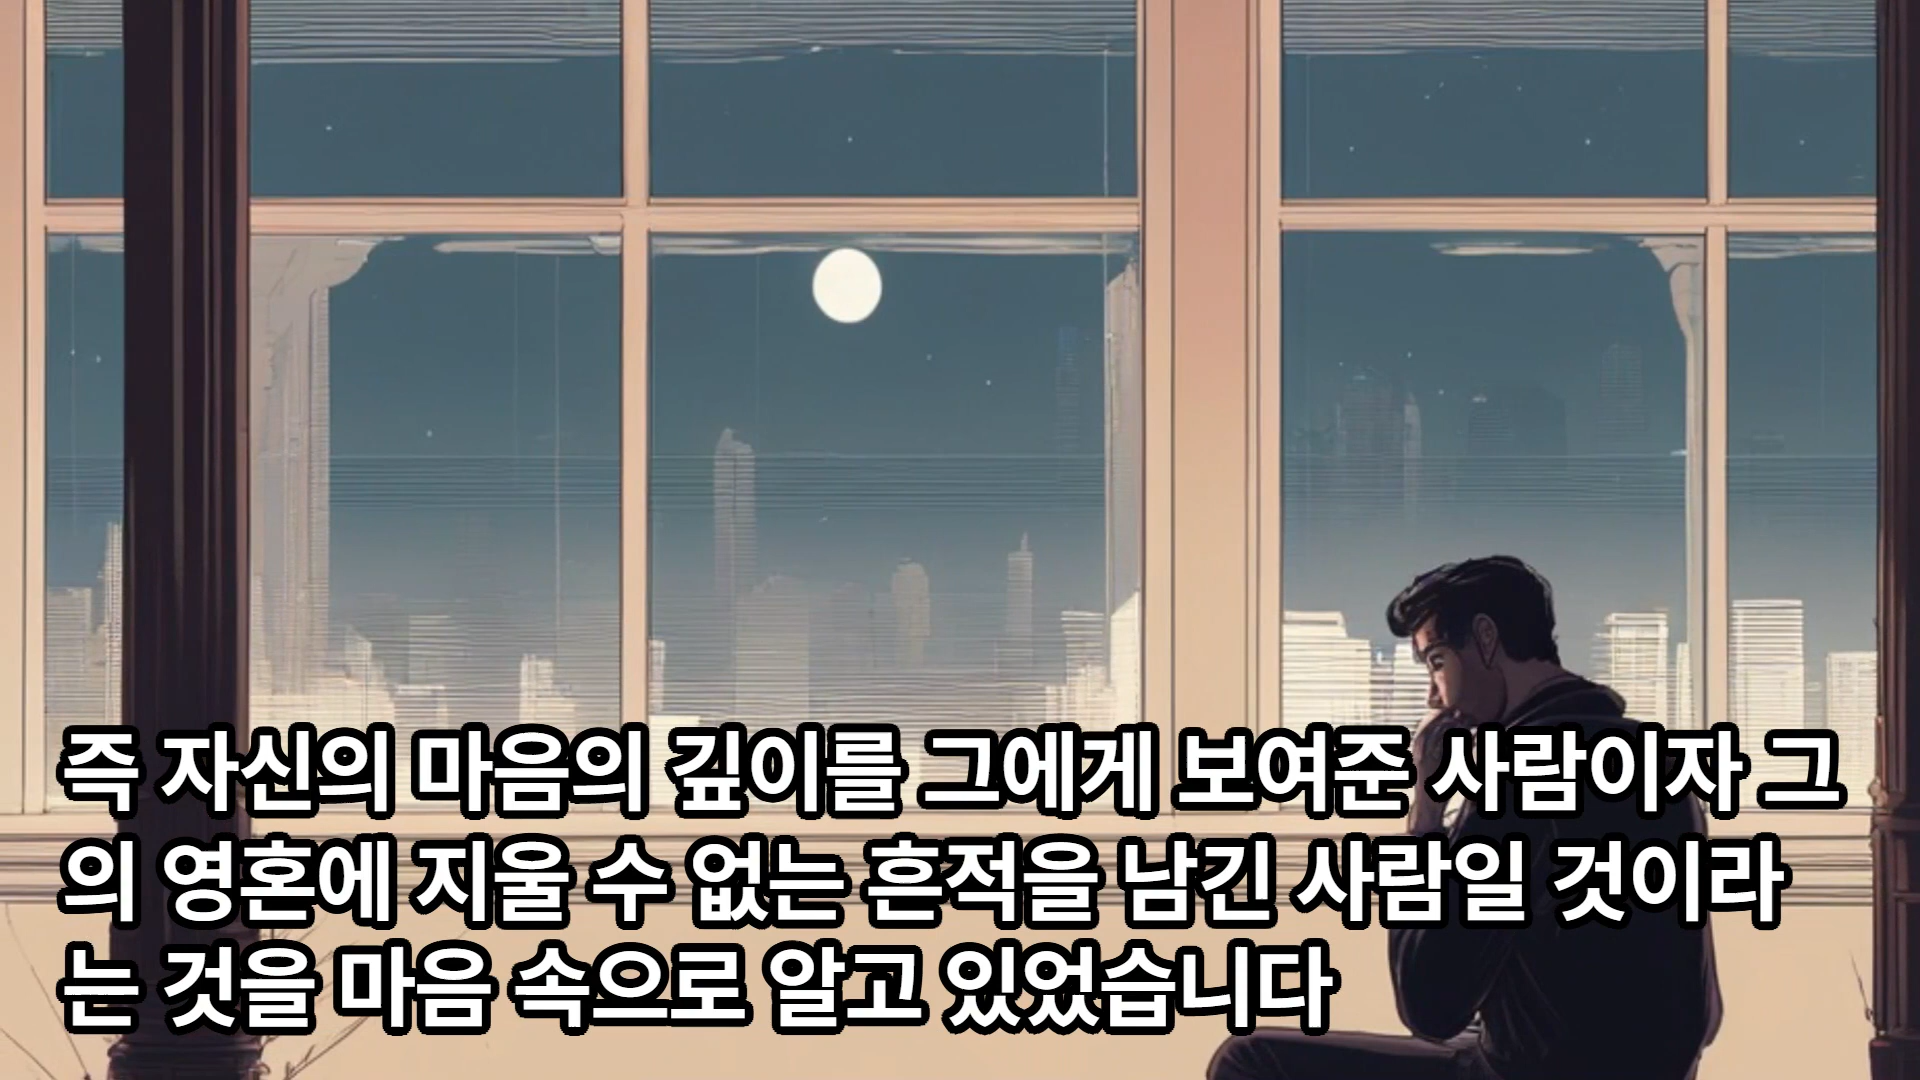 즉 자신의 마음의 깊이를 그에게 보여준 사람이자 그
의 영혼에 지울 수 없는 흔적을 남긴 사람일 것이라
는 것을 마음 속으로 알고 있었습니다